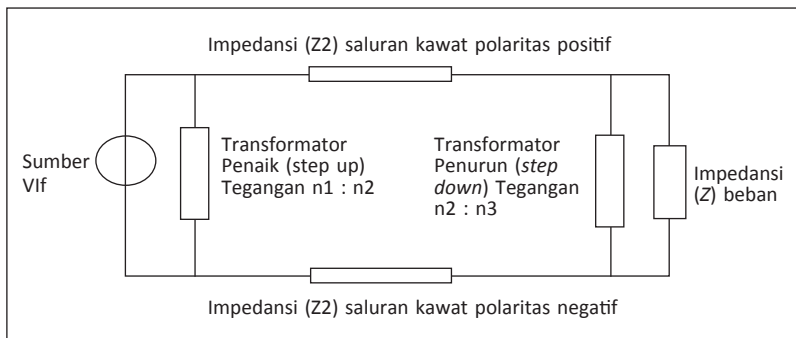 Impedansi (Z2) saluran kawat polaritas positif
Sumber
VIf
Transformator
Penaik (step up)
Tegangan n1 : n2
Transformator
Penurun (step
down) Tegangan
n2 : n3
Impedansi
(Z) beban
Impedansi (Z2) saluran kawat polaritas negatif